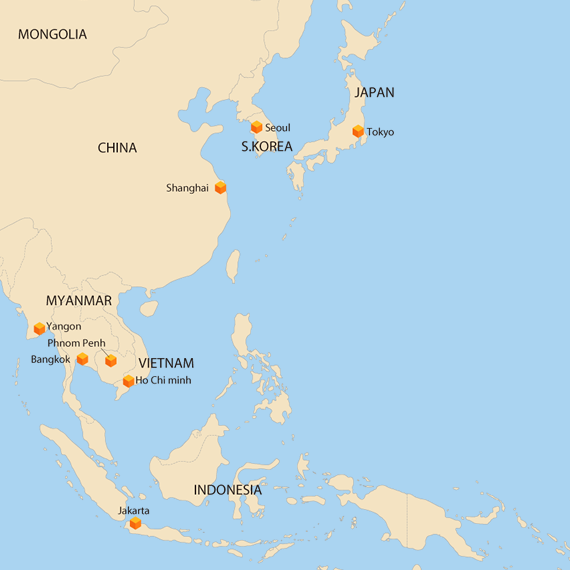 MONGOLIA
JAPAN
Seoul
Tokyo
CHINA
S.KOREA
Shanghai
MYANMAR
Yangon
Phnom Penh
Bangkok
VIETNAM
Ho Chi minh
INDONESIA
Jakarta